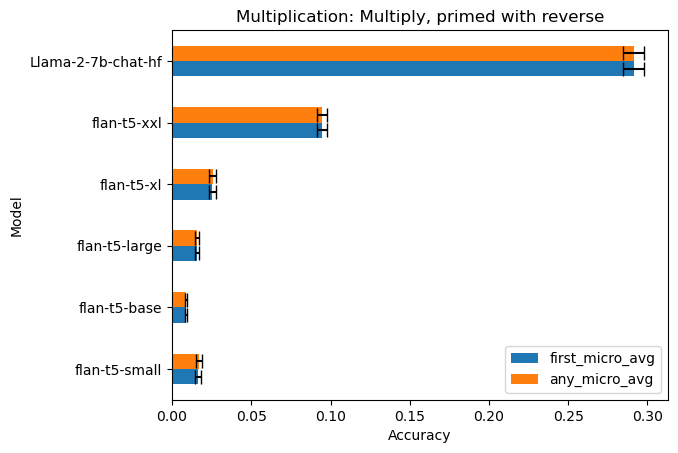 Multiplication: Multiply, primed with reverse
Llama-2-7b-chat-hf
flan-t5-xxl
flan-t5-xl
flan-t5-large
flan-t5-base
flan-t5-small
Model
0.00 0.05 0.10 0.15 0.20 0.25 0.30
Accuracy
first_micro_avg
any_micro_avg